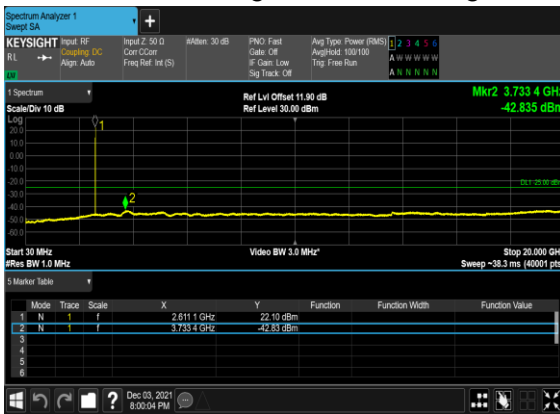 Spectrum Analyzer 1
Swept SA
KEYSIGHT Input: RF Input Z: 50 Ω #Atten: 30 dB PNO: Fast Avg Type: Power (RMS) 1 2 3 4 5 6
RL Coupling: DC Corr CCorr Gate: Off Avg|Hold: 100/100 A W W W W W
Align: Auto Freq Ref: Int (S) IF Gain: Low Trig: Free Run
LV Sig Track: Off A N N N N N
1 Spectrum Ref Lvl Offset 11.90 dB Mkr2 3.733 4 GHz
Scale/Div 10 dB Ref Level 30.00 dBm -42.835 dBm
Log
20.0 1
10.0
0.00
-10.0
-20.0 DL1 -25.00 dBm
-30.0
-40.0 2
-50.0
-60.0
Start 30 MHz Video BW 3.0 MHz* Stop 20.000 GHz
#Res BW 1.0 MHz Sweep ~38.3 ms (40001 pts)
5 Marker Table
Mode Trace Scale X Y Function Function Width Function Value
1 N 1 f 2.611 1 GHz 22.10 dBm
2 N 1 f 3.733 4 GHz -42.83 dBm
3
4
5
6
? Dec 03, 2021
8:00:04 PM